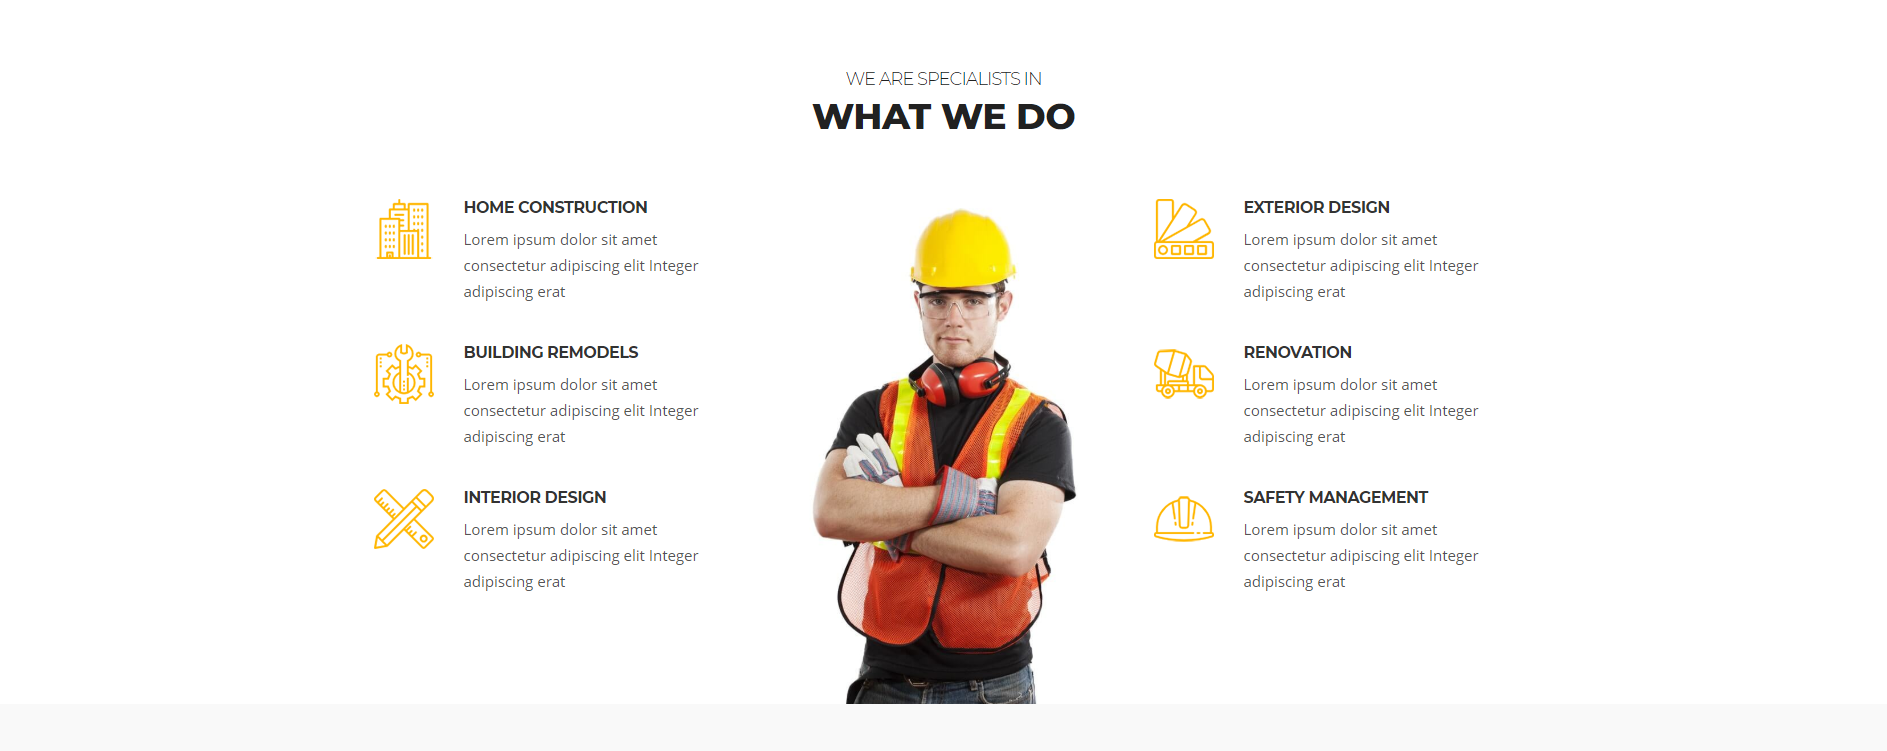 WE ARE SPECIALISTS IN
WHAT WE DO
HOME CONSTRUCTION
Lorem ipsum dolor sit amet
consectetur adipiscing elit Integer
adipiscing erat
BUILDING REMODELS
Lorem ipsum dolor sit amet
consectetur adipiscing elit Integer
adipiscing erat
INTERIOR DESIGN
Lorem ipsum dolor sit amet
consectetur adipiscing elit Integer
adipiscing erat
EXTERIOR DESIGN
Lorem ipsum dolor sit amet
consectetur adipiscing elit Integer
adipiscing erat
RENOVATION
Lorem ipsum dolor sit amet
consectetur adipiscing elit Integer
adipiscing erat
SAFETY MANAGEMENT
Lorem ipsum dolor sit amet
consectetur adipiscing elit Integer
adipiscing erat